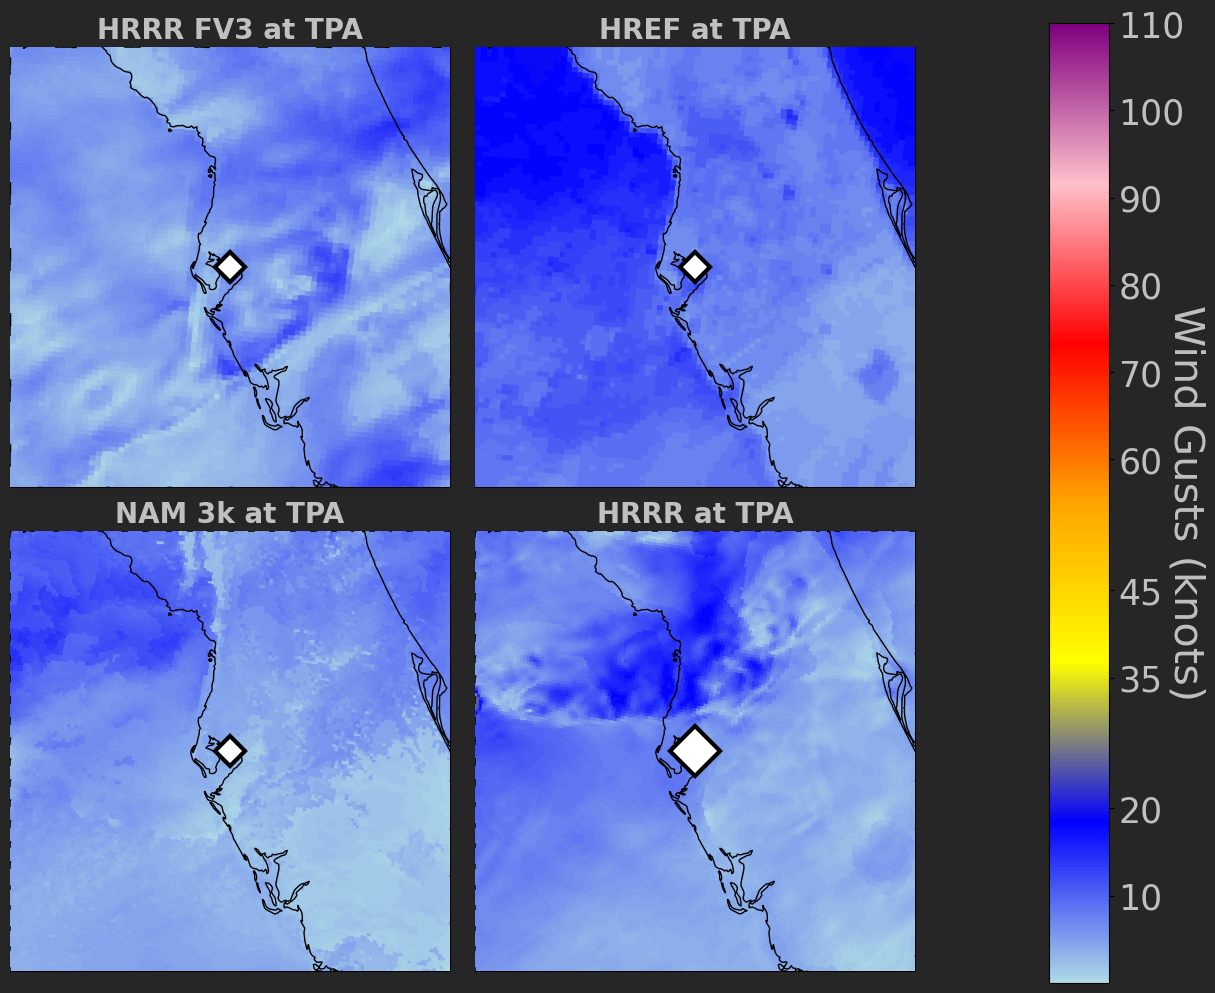 HRRR FV3 at TPA
HREF at TPA
NAM 3k at TPA
HRRR at TPA
110
100
90
80
70
60
45
35
20
10
Wind Gusts (knots)